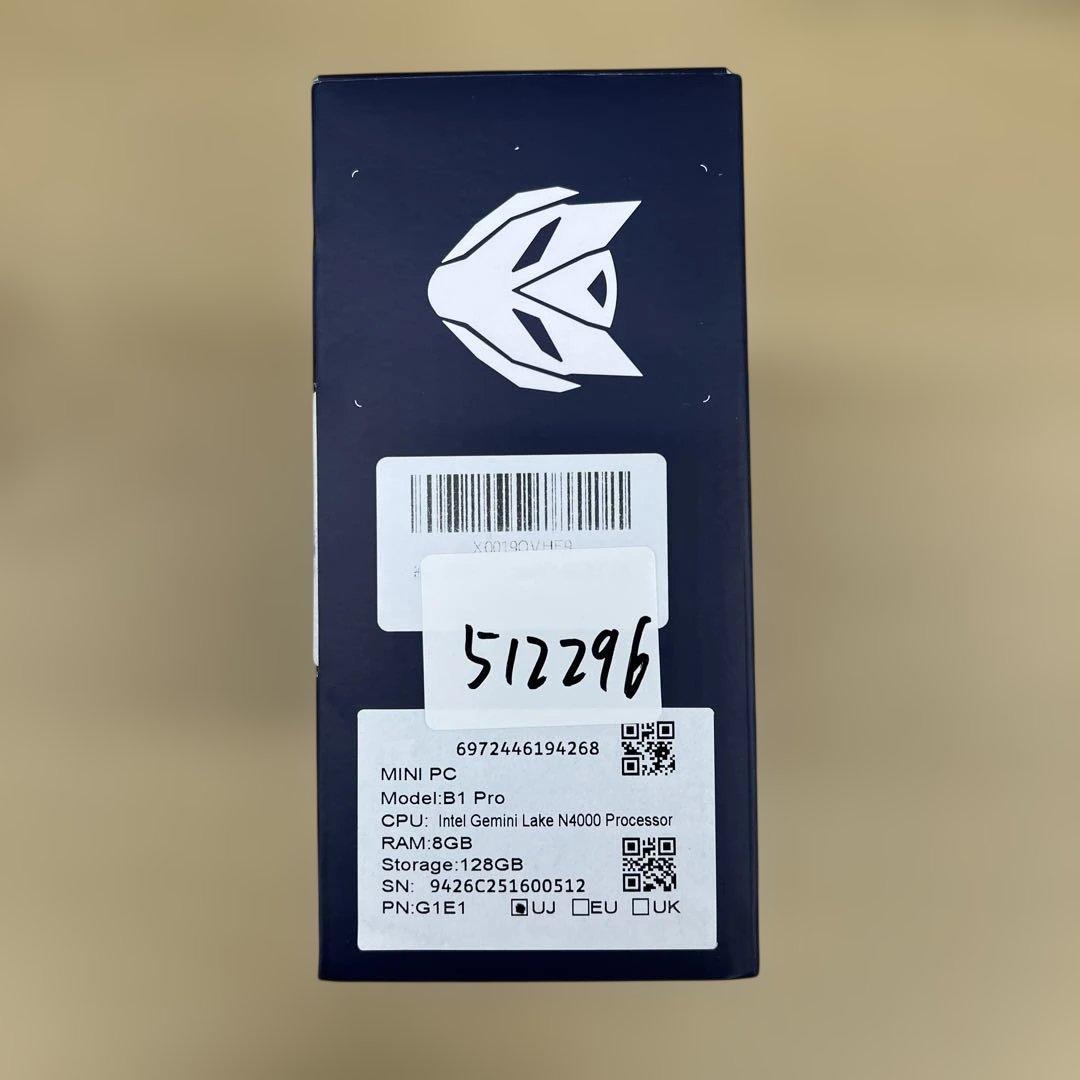 X0019QVHE9
512296
6972446194268
MINI PC
Model:B1 Pro
CPU: Intel Gemini Lake N4000 Processor
RAM:8GB
Storage:128GB
SN: 9426C251600512
PN:G1E1 UJ EU UK